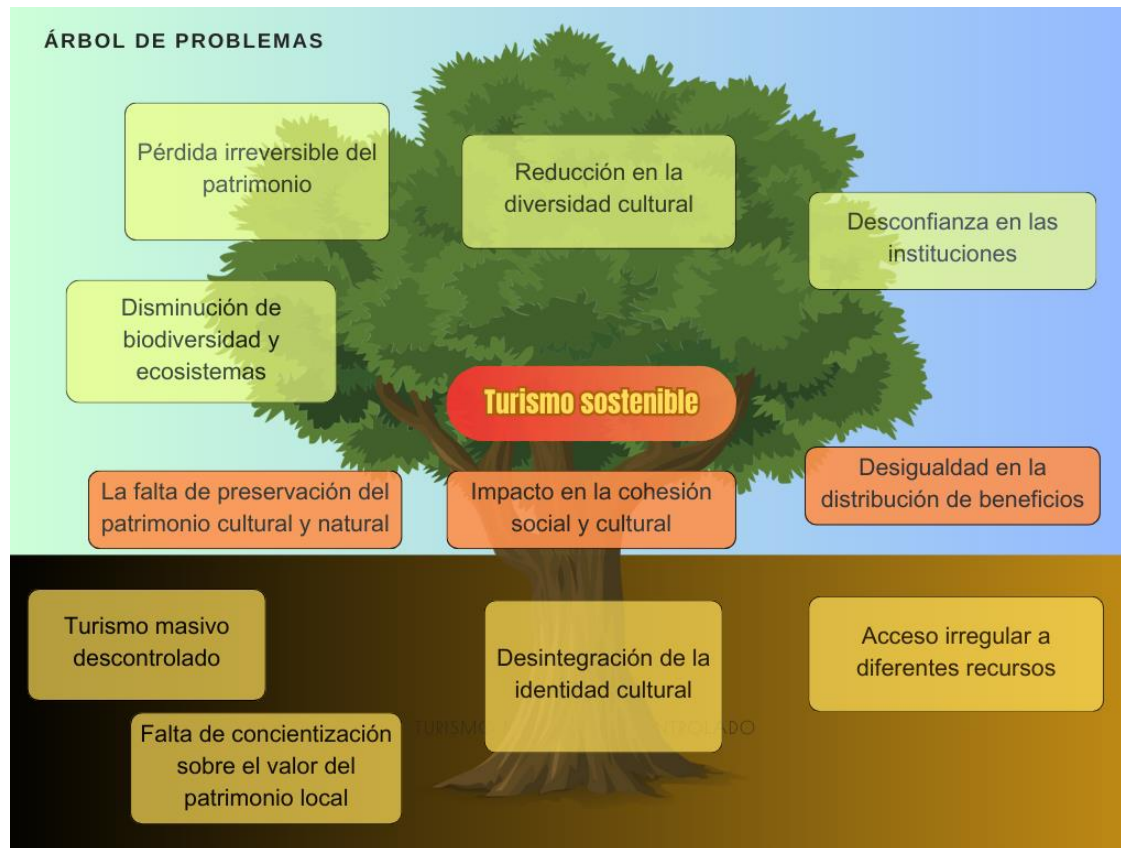 ÁRBOL DE PROBLEMAS
Pérdida irreversible del
patrimonio
Reducción en la
diversidad cultural
Desconfianza en las
instituciones
Disminución de
biodiversidad y
ecosistemas
Turismo sostenible
La falta de preservación del
patrimonio cultural y natural
Impacto en la cohesión
social y cultural
Desigualdad en la
distribución de beneficios
Turismo masivo
descontrolado
Desintegración de la
identidad cultural
Acceso irregular a
diferentes recursos
Falta de concientización
sobre el valor del
patrimonio local